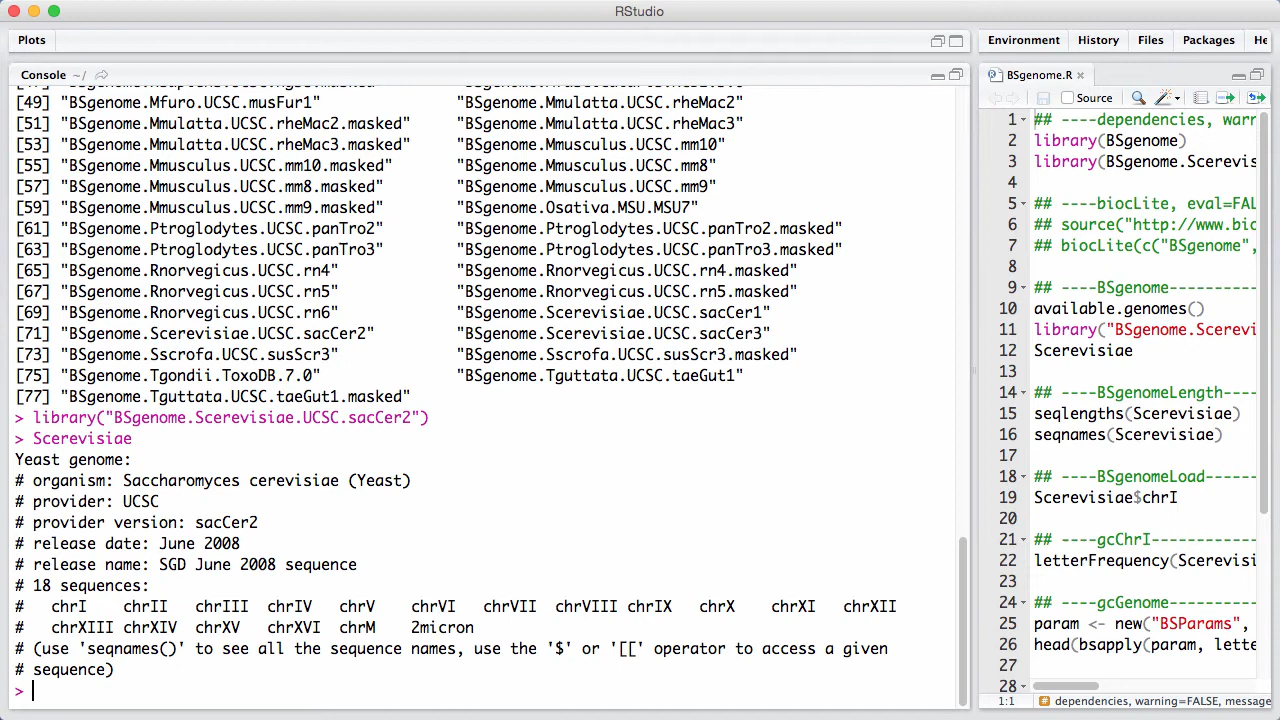 RStudio
Plots
Environment History Files Packages He
Console ~/
[49] "BSgenome.Mfuro.UCSC.musFur1" "BSgenome.Mmulatta.UCSC.rheMac2"
[51] "BSgenome.Mmulatta.UCSC.rheMac2.masked" "BSgenome.Mmulatta.UCSC.rheMac3"
[53] "BSgenome.Mmulatta.UCSC.rheMac3.masked" "BSgenome.Mmusculus.UCSC.mm10"
[55] "BSgenome.Mmusculus.UCSC.mm10.masked" "BSgenome.Mmusculus.UCSC.mm8"
[57] "BSgenome.Mmusculus.UCSC.mm8.masked" "BSgenome.Mmusculus.UCSC.mm9"
[59] "BSgenome.Mmusculus.UCSC.mm9.masked" "BSgenome.Osativa.MSU.MSU7"
[61] "BSgenome.Ptroglodytes.UCSC.panTro2" "BSgenome.Ptroglodytes.UCSC.panTro2.masked"
[63] "BSgenome.Ptroglodytes.UCSC.panTro3" "BSgenome.Ptroglodytes.UCSC.panTro3.masked"
[65] "BSgenome.Rnorvegicus.UCSC.rn4" "BSgenome.Rnorvegicus.UCSC.rn4.masked"
[67] "BSgenome.Rnorvegicus.UCSC.rn5" "BSgenome.Rnorvegicus.UCSC.rn5.masked"
[69] "BSgenome.Rnorvegicus.UCSC.rn6" "BSgenome.Scerevisiae.UCSC.sacCer1"
[71] "BSgenome.Scerevisiae.UCSC.sacCer2" "BSgenome.Scerevisiae.UCSC.sacCer3"
[73] "BSgenome.Sscrofa.UCSC.susScr3" "BSgenome.Sscrofa.UCSC.susScr3.masked"
[75] "BSgenome.Tgondii.ToxoDB.7.0" "BSgenome.Tguttata.UCSC.taeGut1"
[77] "BSgenome.Tguttata.UCSC.taeGut1.masked"
> library("BSgenome.Scerevisiae.UCSC.sacCer2")
> Scerevisiae
Yeast genome:
# organism: Saccharomyces cerevisiae (Yeast)
# provider: UCSC
# provider version: sacCer2
# release date: June 2008
# release name: SGD June 2008 sequence
# 18 sequences:
# chrI chrII chrIII chrIV chrV chrVI chrVII chrVIII chrIX chrX chrXI chrXII
# chrXIII chrXIV chrXV chrXVI chrM 2micron
# (use 'seqnames()' to see all the sequence names, use the '$' or '[[' operator to access a given
# sequence)
>
BSgenome.R
Source
1 ## ----dependencies, warr
2 library(BSgenome)
3 library(BSgenome.Scerevis
4
5 ## ----biocLite, eval=FAL
6 ## source("http://www.bio
7 ## biocLite(c("BSgenome",
8
9 ## ----BSgenome-----------
10 available.genomes()
11 library("BSgenome.Scerevi
12 Scerevisiae
13
14 ## ----BSgenomeLength-----
15 seqlengths(Scerevisiae)
16 seqnames(Scerevisiae)
17
18 ## ----BSgenomeLoad-------
19 Scerevisiae$chrI
20
21 ## ----gcChrI-------------
22 letterFrequency(Scerevisi
23
24 ## ----gcGenome-----------
25 param <- new("BSParams",
26 head(bsapply(param, lette
27
28
1:1 dependencies, warning=FALSE, message